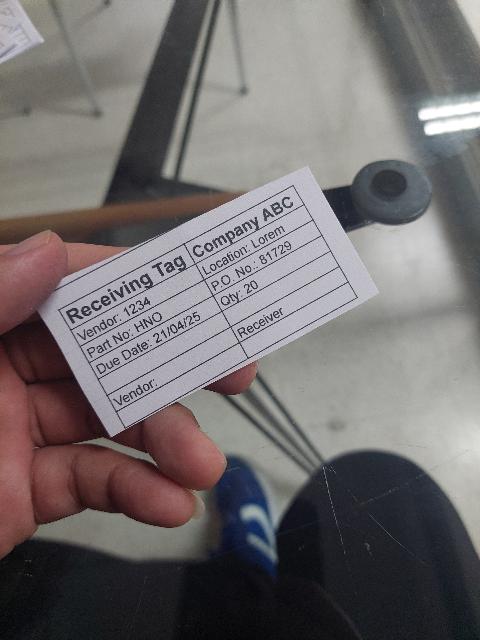 Receiving Tag Company ABC
Vendor: 1234 Location: Lorem
Part No: HNO P.O. No.: 81729
Due Date: 21/04/25 Qty: 20
Vendor: Receiver